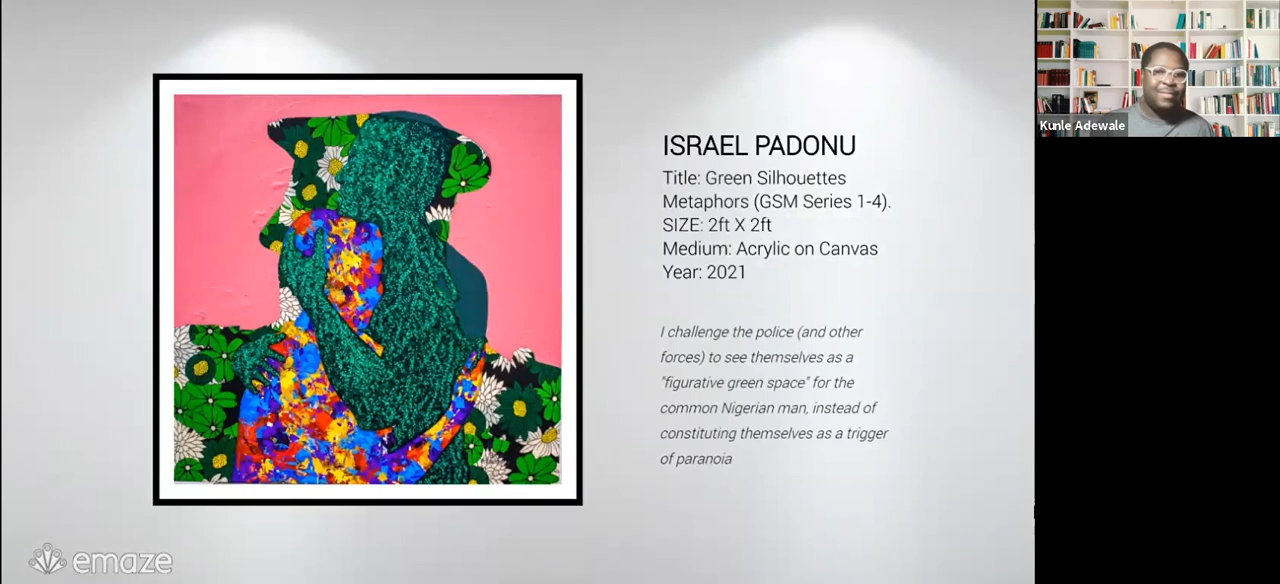 ISRAEL PADONU
Title: Green Silhouettes
Metaphors (GSM Series 1-4).
SIZE: 2ft X 2ft
Medium: Acrylic on Canvas
Year: 2021
I challenge the police (and other
forces) to see themselves as a
"figurative green space" for the
common Nigerian man, instead of
constituting themselves as a trigger
of paranoia
emaze
Kunle Adewale